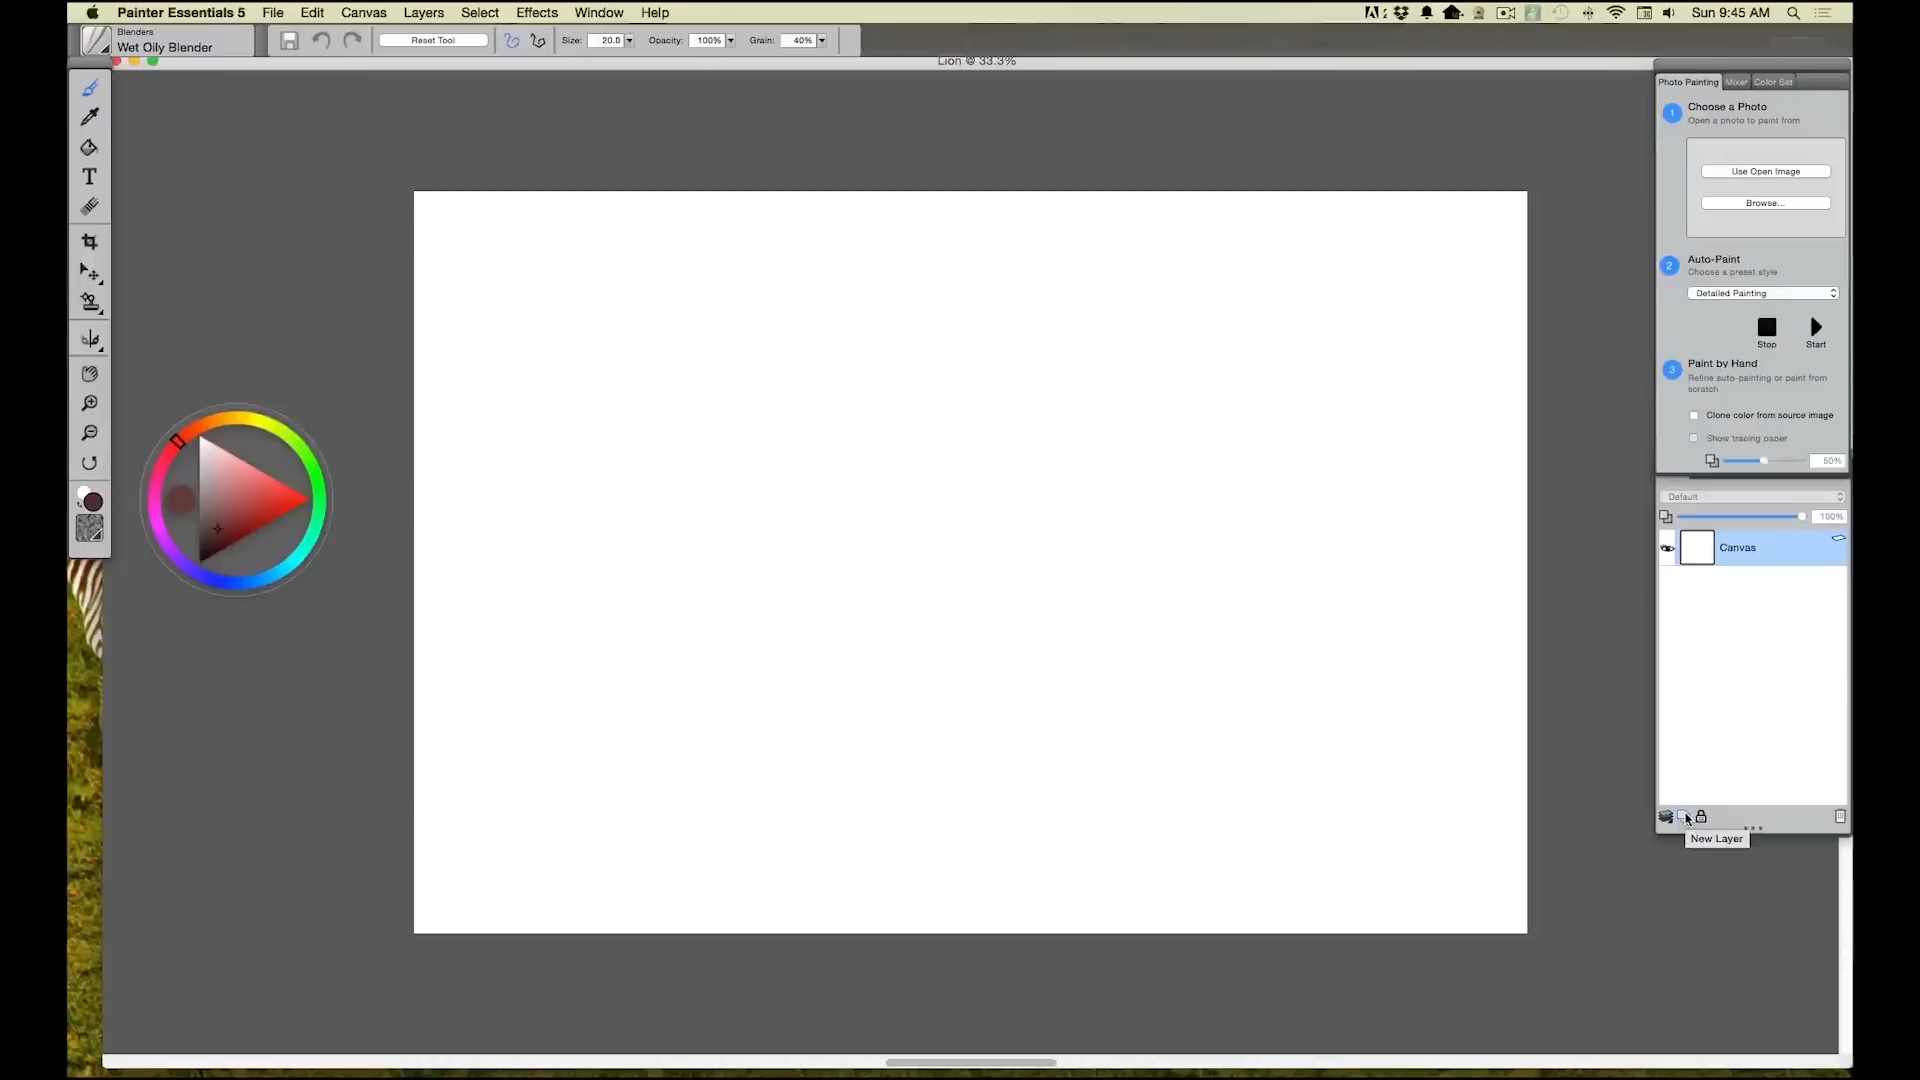 Painter Essentials 5 File Edit Canvas Layers Select Effects Window Help Sun 9:45 AM
Blenders
Wet Oily Blender
Reset Tool Size: 20.0 Opacity: 100% Grain: 40%
Lion @ 33.3%
Photo Painting Mixer Color Set
1 Choose a Photo
Open a photo to paint from
Use Open Image
Browse...
2 Auto-Paint
Choose a preset style
Detailed Painting
Stop Start
3 Paint by Hand
Refine auto-painting or paint from
scratch
Clone color from source image
Show tracing paper
50%
Default
100%
Canvas
New Layer